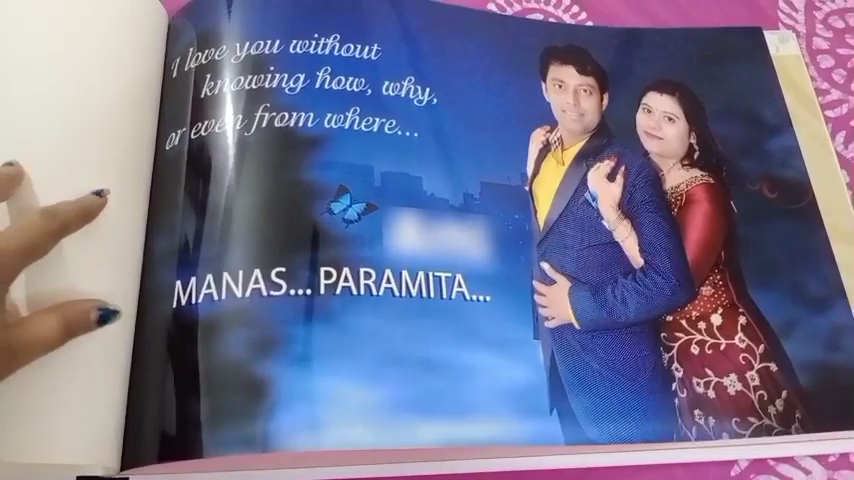 I love you without
knowing how, why,
or even from where...
MANAS... PARAMITA...